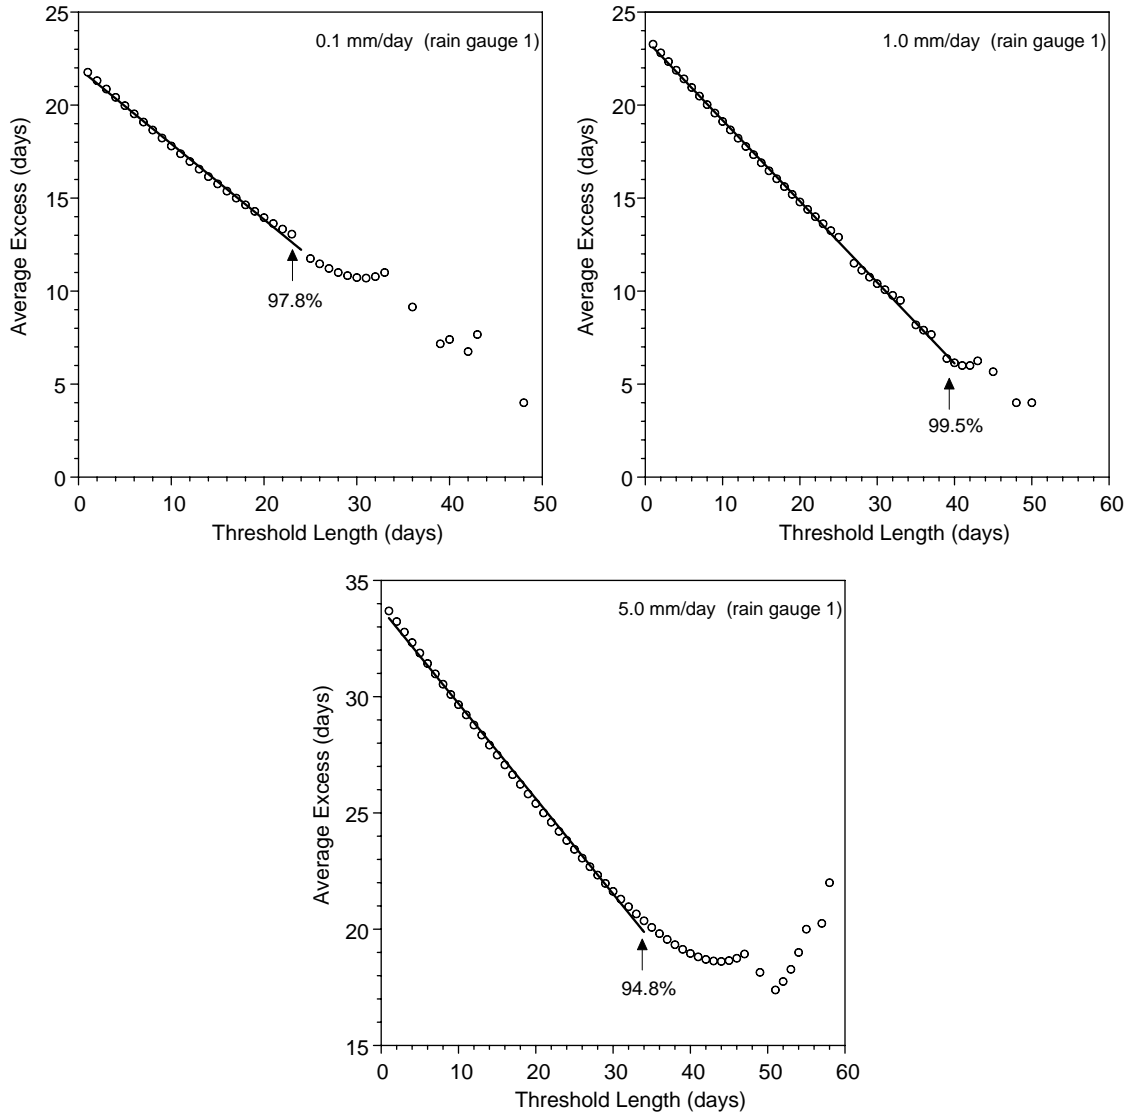 0.1 mm/day (rain gauge 1)
25
20
15
10
5
0
Average Excess (days)
97.8%
0 10 20 30 40 50
Threshold Length (days)
1.0 mm/day (rain gauge 1)
25
20
15
10
5
0
Average Excess (days)
99.5%
0 10 20 30 40 50 60
Threshold Length (days)
5.0 mm/day (rain gauge 1)
35
30
25
20
15
Average Excess (days)
94.8%
0 10 20 30 40 50 60
Threshold Length (days)